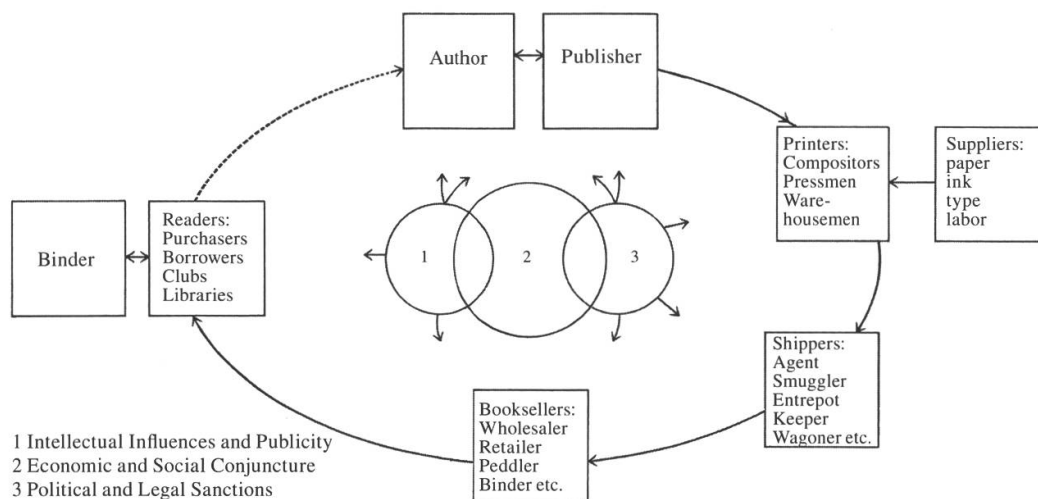 Author
Publisher
Printers:
Compositors
Pressmen
Ware-
housemen
Suppliers:
paper
ink
type
labor
Binder
Readers:
Purchasers
Borrowers
Clubs
Libraries
1
2
3
Shippers:
Agent
Smuggler
Entrepot
Keeper
Wagoner etc.
Booksellers:
Wholesaler
Retailer
Peddler
Binder etc.
1 Intellectual Influences and Publicity
2 Economic and Social Conjuncture
3 Political and Legal Sanctions